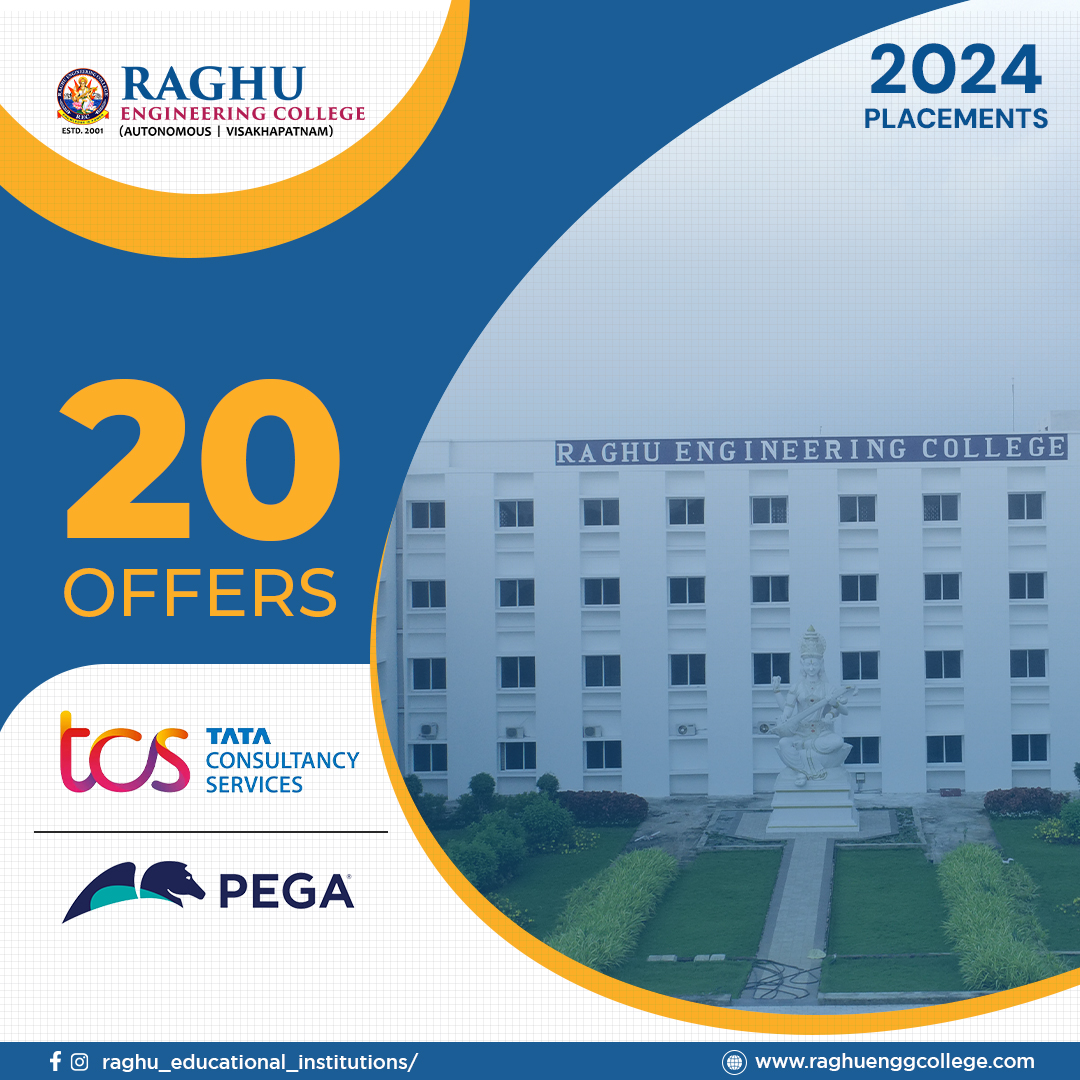 RAGHU
ENGINEERING COLLEGE
ESTD. 2001
(AUTONOMOUS | VISAKHAPATNAM)
2024
PLACEMENTS
20
OFFERS
RAGHU ENGINEERING COLLEGE
tcs
TATA
CONSULTANCY
SERVICES
PEGA
raghu_educational_institutions/
www.raghuenggcollege.com